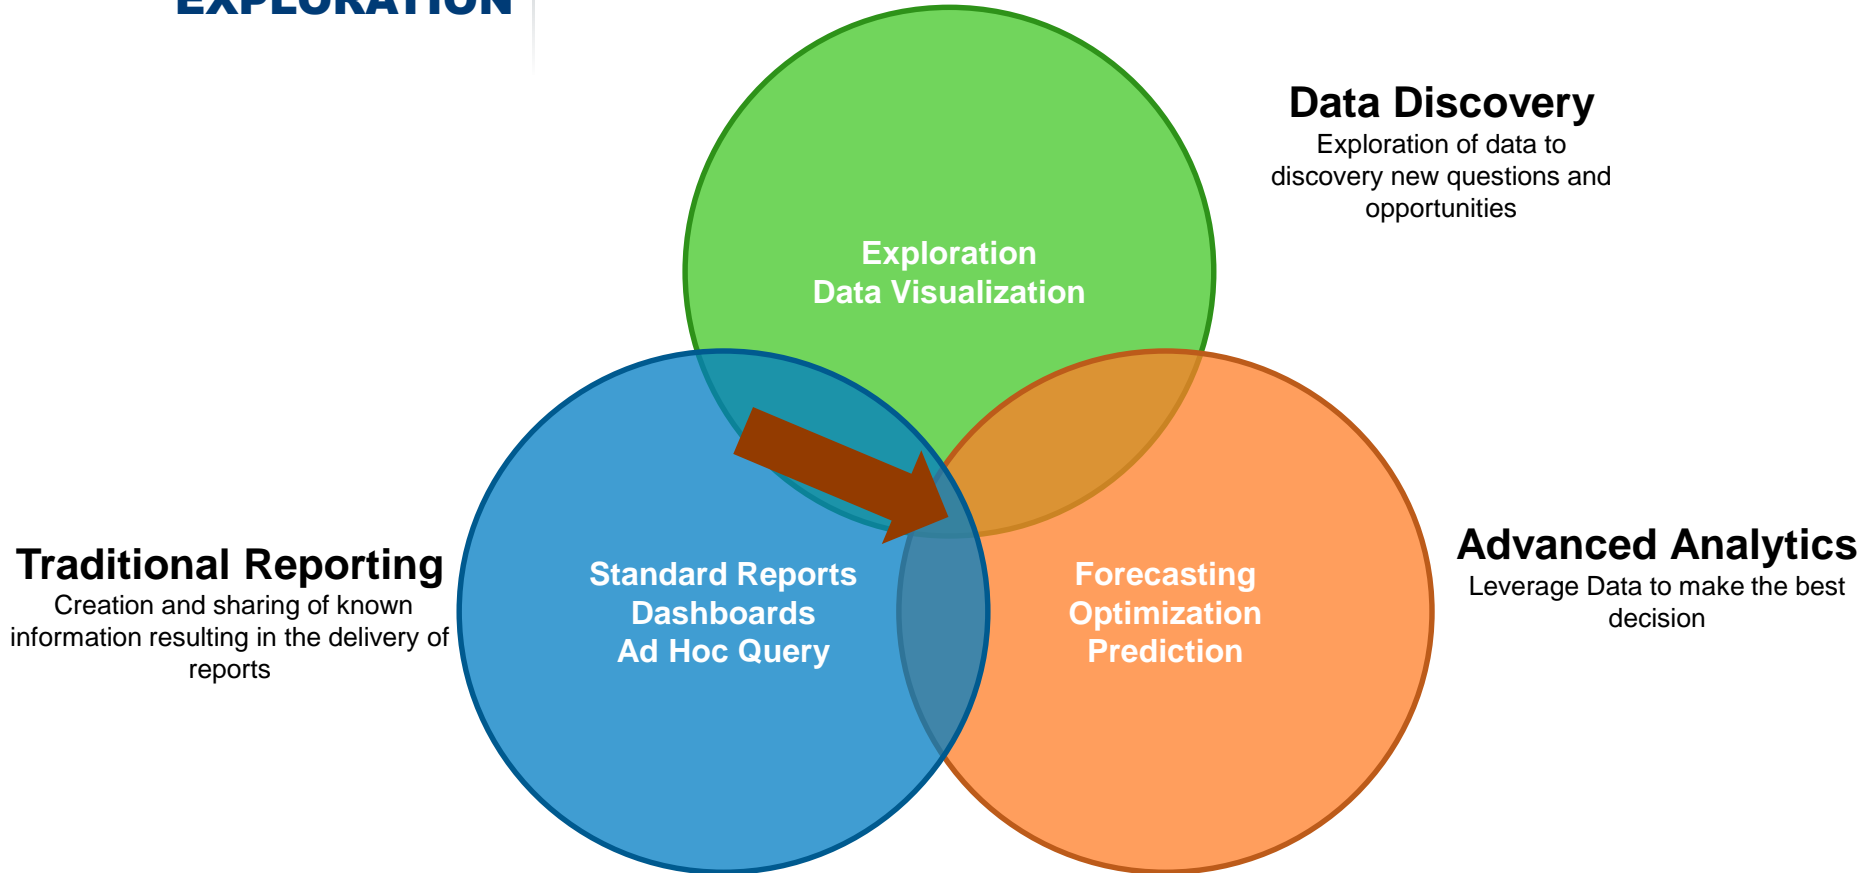 EXPLORATION
Data Discovery
Exploration of data to
discovery new questions and
opportunities
Exploration
Data Visualization
Traditional Reporting
Creation and sharing of known
information resulting in the delivery of
reports
Standard Reports
Dashboards
Ad Hoc Query
Forecasting
Optimization
Prediction
Advanced Analytics
Leverage Data to make the best
decision